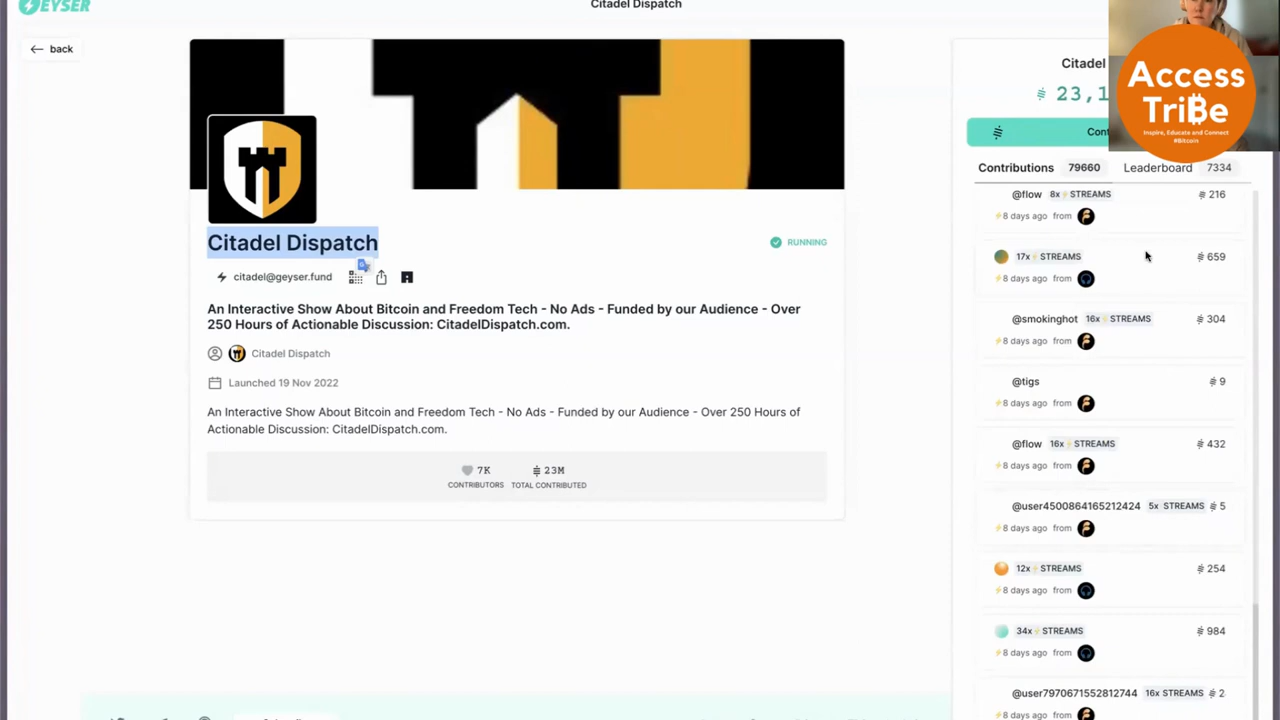 GEYSER
Citadel Dispatch
back
Citadel Dispatch
RUNNING
citadel@geyser.fund
An Interactive Show About Bitcoin and Freedom Tech - No Ads - Funded by our Audience - Over
250 Hours of Actionable Discussion: CitadelDispatch.com.
Citadel Dispatch
Launched 19 Nov 2022
An Interactive Show About Bitcoin and Freedom Tech - No Ads - Funded by our Audience - Over 250 Hours of
Actionable Discussion: CitadelDispatch.com.
7K
CONTRIBUTORS
23M
TOTAL CONTRIBUTED
Citadel
23,1
Cont
Contributions 79660 Leaderboard 7334
@flow 8x STREAMS 216
8 days ago from
17x STREAMS 659
8 days ago from
@smokinghot 16x STREAMS 304
8 days ago from
@tigs 9
8 days ago from
@flow 16x STREAMS 432
8 days ago from
@user4500864165212424 5x STREAMS 5
8 days ago from
12x STREAMS 254
8 days ago from
34x STREAMS 984
8 days ago from
@user7970671552812744 16x STREAMS 2
8 days ago from
Access
TriBe
Inspire, Educate and Connect
#Bitcoin